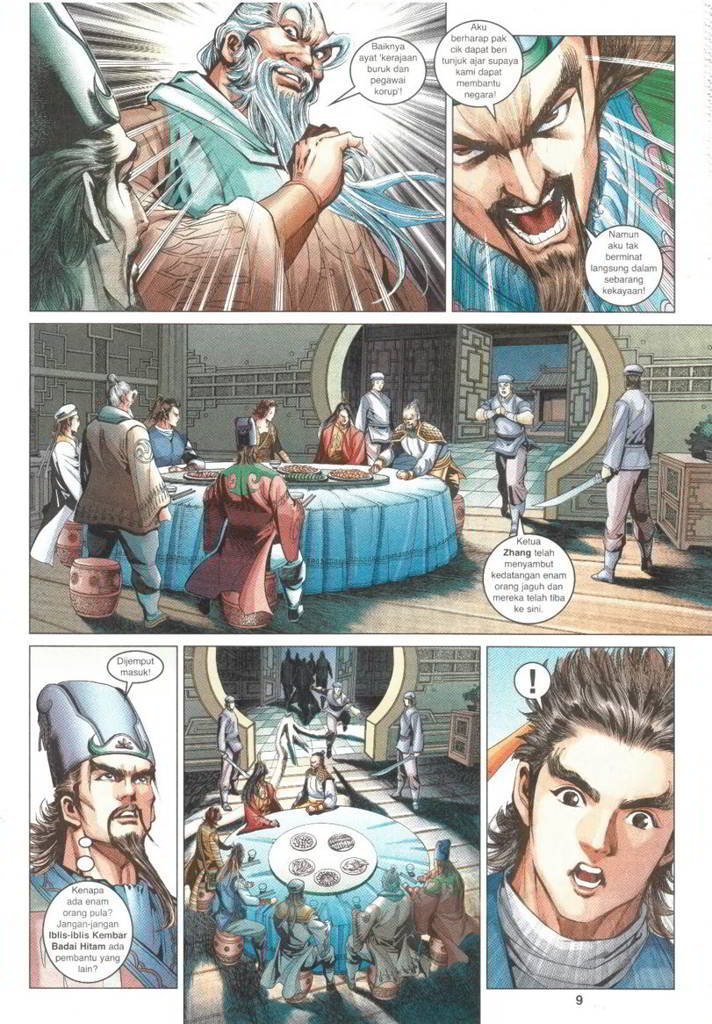 Baiknya
ayat 'kerajaan
buruk dan
pegawai
korup'!
Aku
berharap pak
cik dapat beri
tunjuk ajar supaya
kami dapat
membantu
negara!
Namun
aku tak
berminat
langsung dalam
sebarang
kekayaan!
Ketua
Zhang telah
menyambut
kedatangan enam
orang jaguh dan
mereka telah tiba
ke sini.
Dijemput
masuk!
Kenapa
ada enam
orang pula?
Jangan-jangan
Iblis-iblis Kembar
Badai Hitam ada
pembantu yang
lain?
!
9